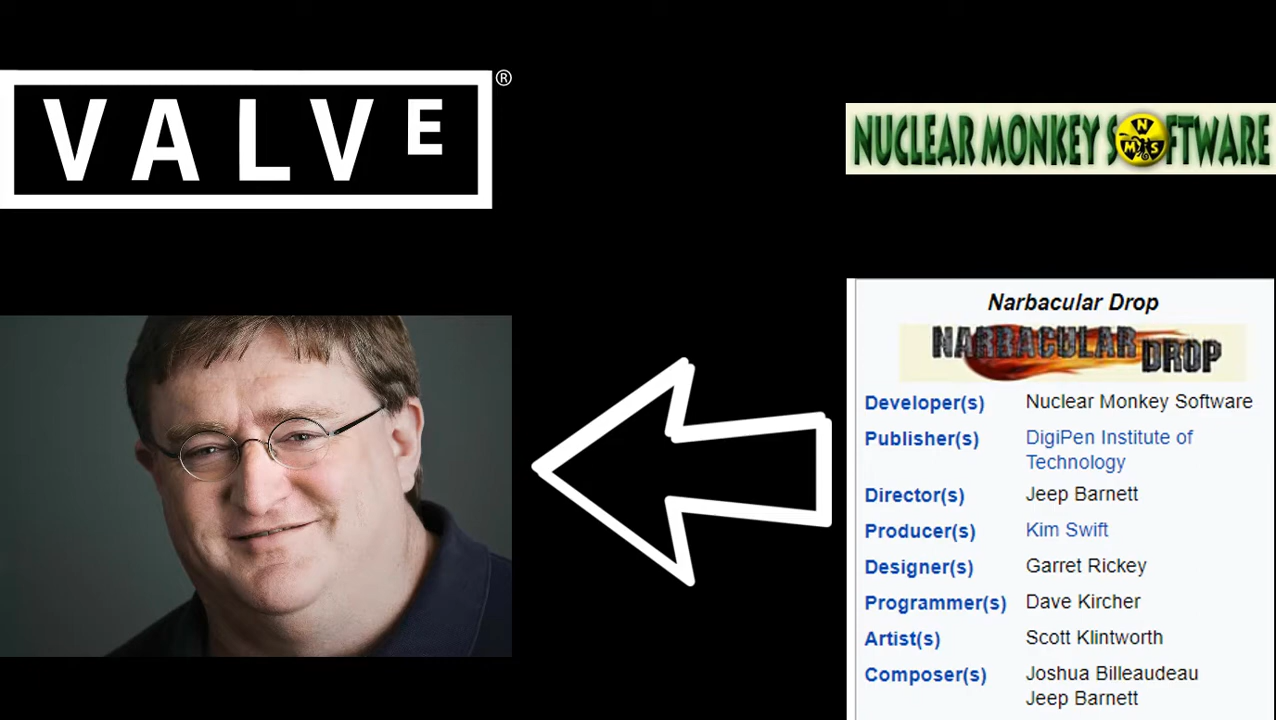 VALVE®
NUCLEAR MONKEY SOFTWARE
NMS
Narbacular Drop
NARBACULAR DROP
Developer(s) Nuclear Monkey Software
Publisher(s) DigiPen Institute of
Technology
Director(s) Jeep Barnett
Producer(s) Kim Swift
Designer(s) Garret Rickey
Programmer(s) Dave Kircher
Artist(s) Scott Klintworth
Composer(s) Joshua Billeaudeau
Jeep Barnett